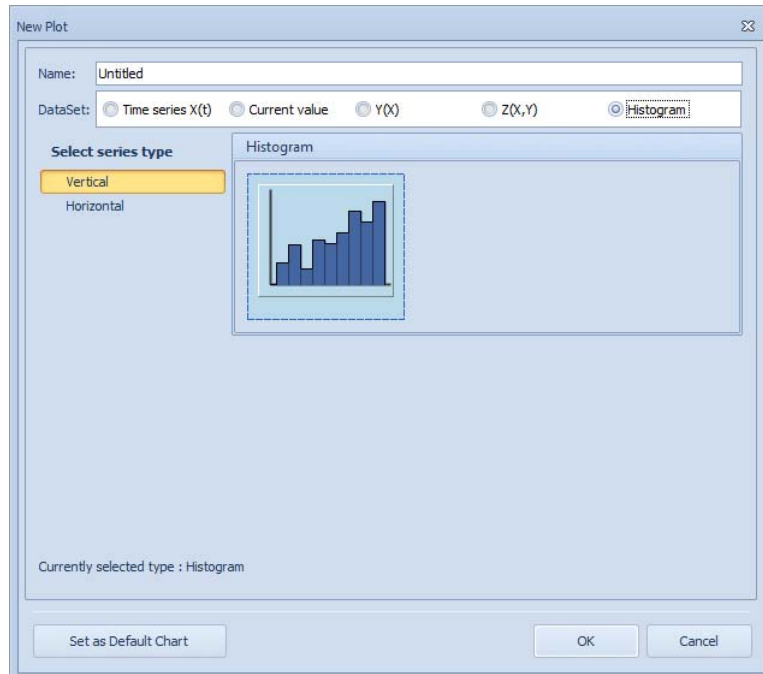 New Plot
Name: Untitled
DataSet: Time series X(t) Current value Y(X) Z(X,Y) Histogram
Select series type
Histogram
Vertical
Horizontal
Currently selected type : Histogram
Set as Default Chart OK Cancel